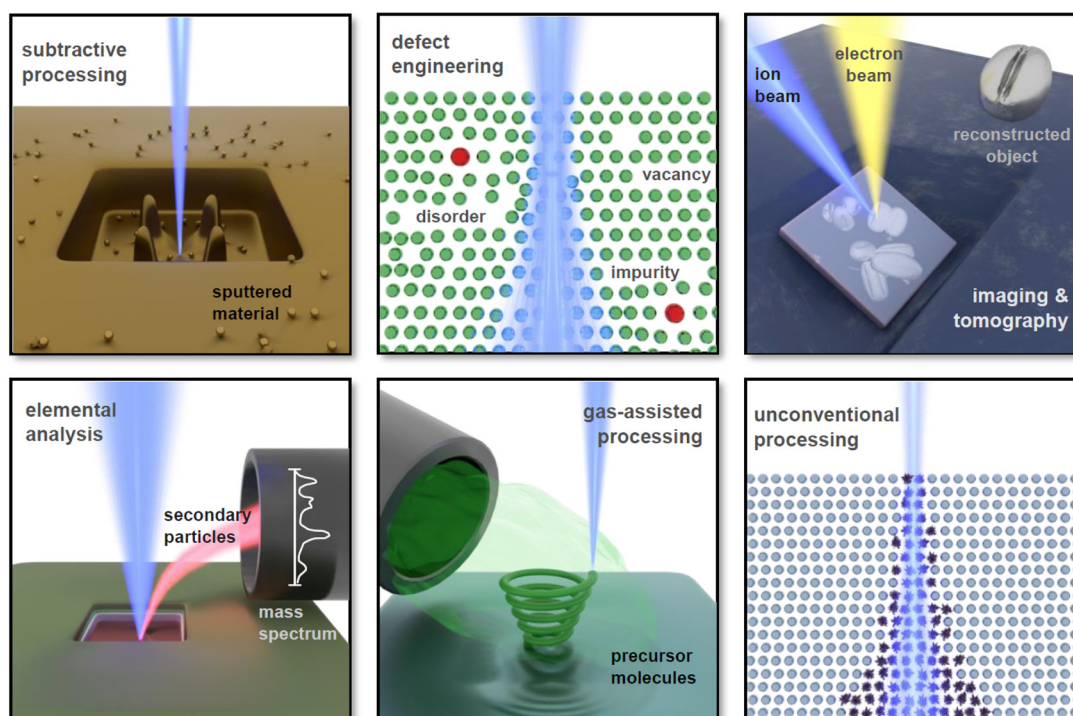 subtractive
processing
sputtered
material
defect
engineering
vacancy
disorder
impurity
electron
beam
ion
beam
reconstructed
object
imaging &
tomography
elemental
analysis
secondary
particles
mass
spectrum
gas-assisted
processing
precursor
molecules
unconventional
processing